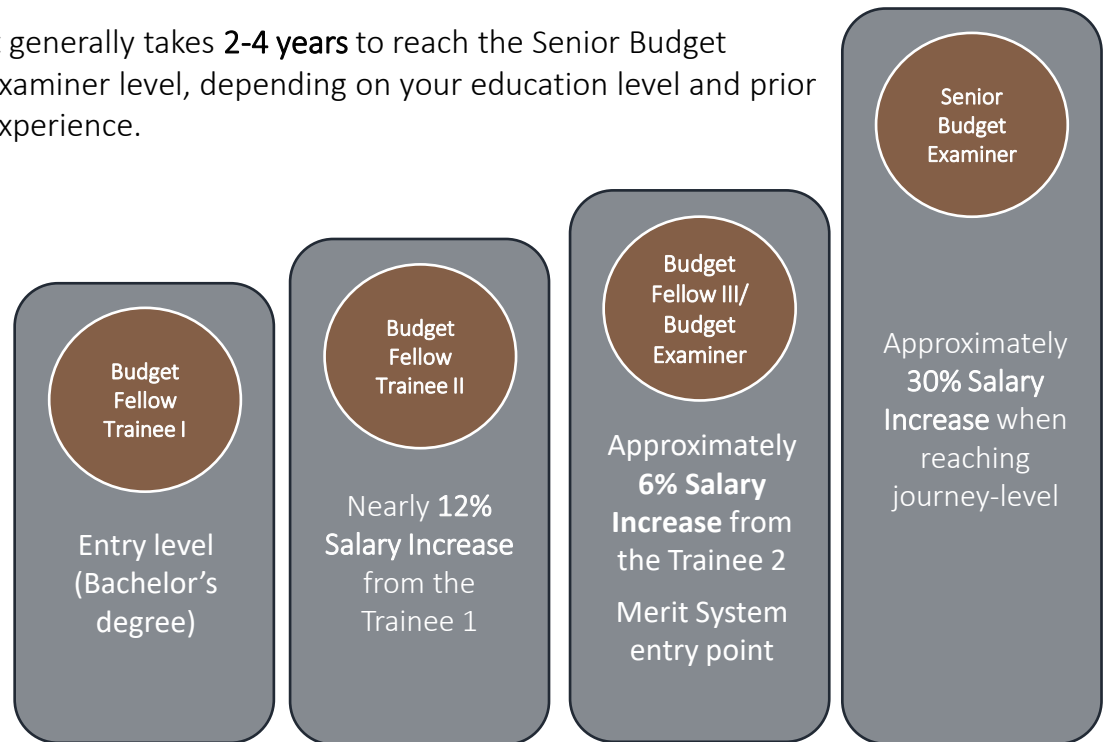 t generally takes 2-4 years to reach the Senior Budget
xaminer level, depending on your education level and prior
xperience.
Budget
Fellow
Trainee I
Entry level
(Bachelor’s
degree)
Budget
Fellow
Trainee II
Nearly 12%
Salary Increase
from the
Trainee 1
Budget
Fellow III/
Budget
Examiner
Approximately
6% Salary
Increase from
the Trainee 2
Merit System
entry point
Senior
Budget
Examiner
Approximately
30% Salary
Increase when
reaching
journey-level